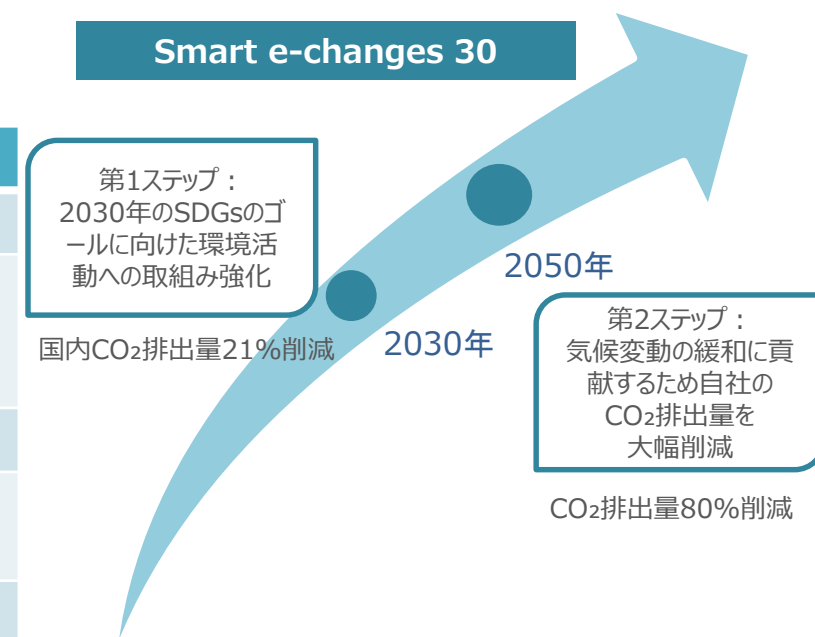 Smart e-changes 30
第1ステップ：
2030年のSDGsのゴ
ールに向けた環境活
動への取組み強化
国内CO₂排出量21%削減
2030年
2050年
第2ステップ：
気候変動の緩和に貢
献するため自社の
CO₂排出量を
大幅削減
CO₂排出量80%削減